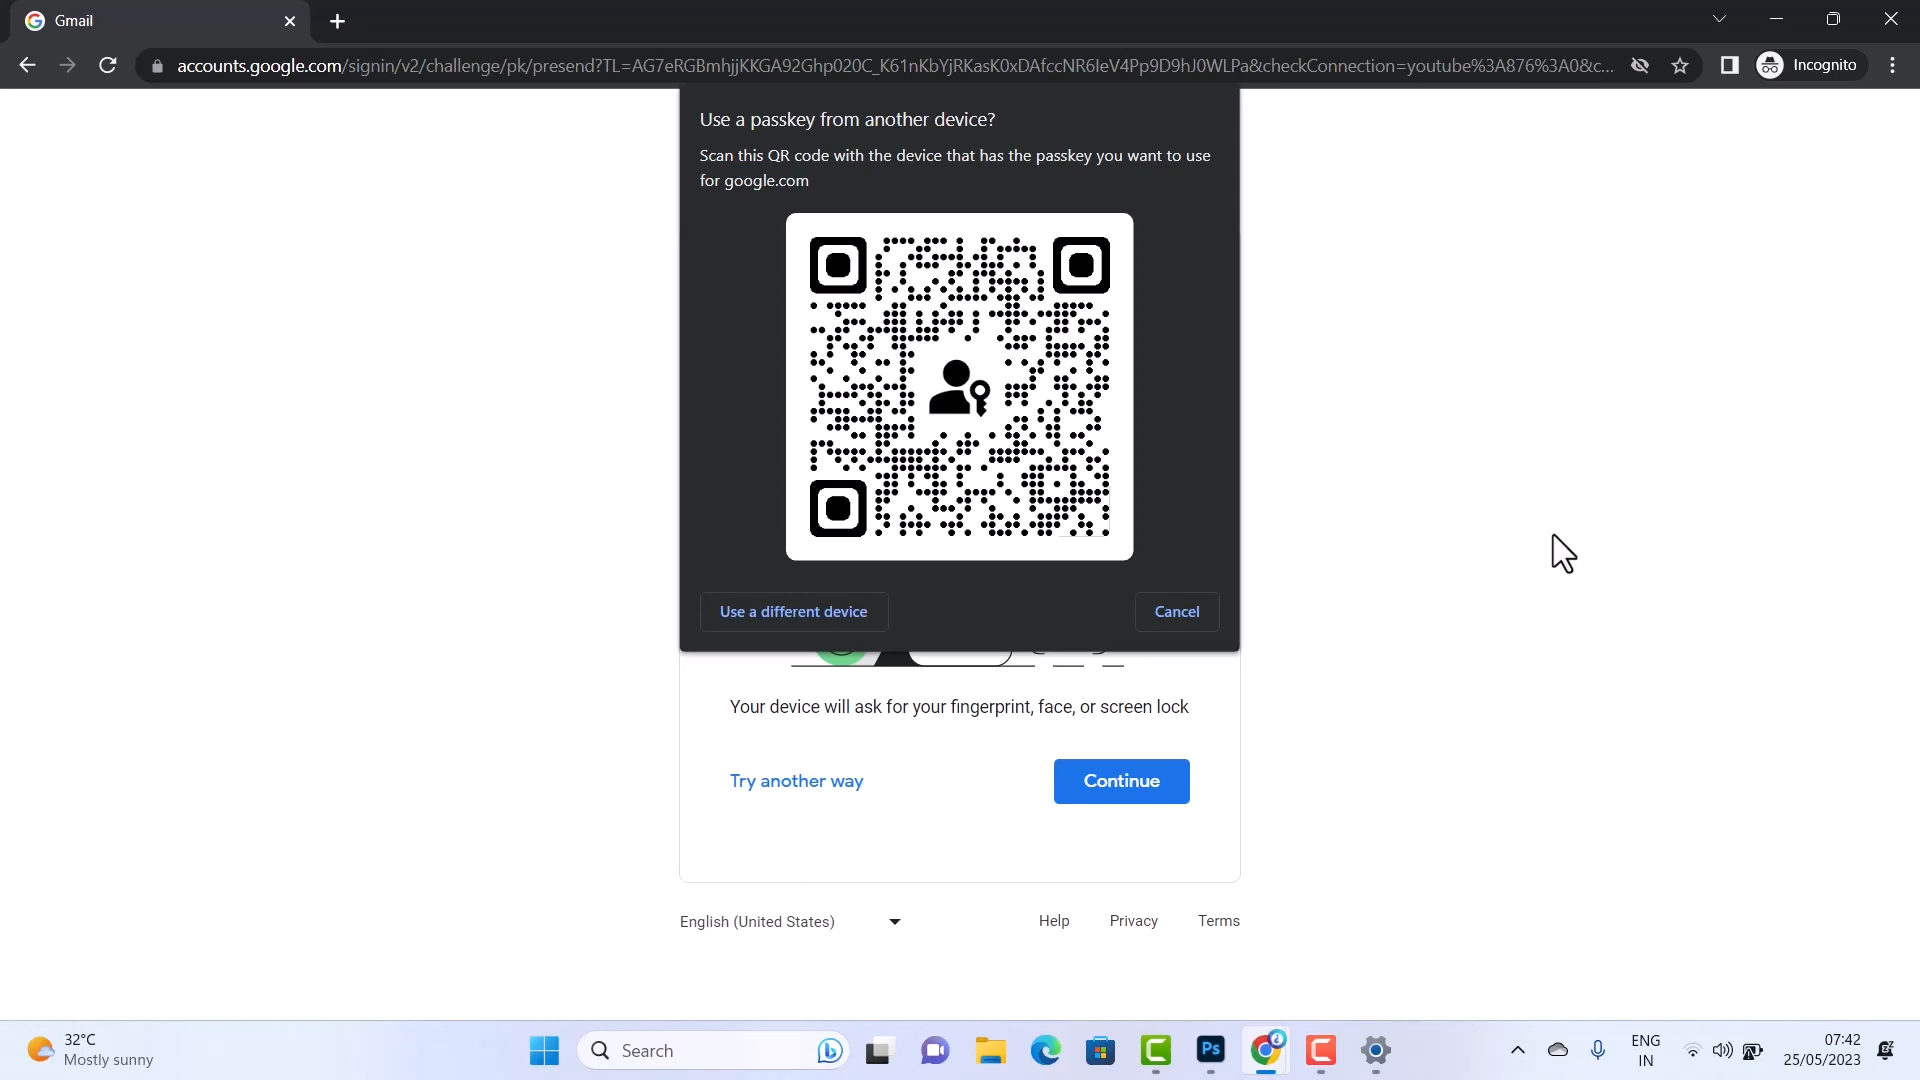 Gmail
accounts.google.com/signin/v2/challenge/pk/presend?TL=AG7eRGBmhjjKKGA92Ghp020C_K61nKbYjRKasK0xDAfccNR6IeV4Pp9D9hJ0WLPa&checkConnection=youtube%3A876%3A0&c...
Incognito
Use a passkey from another device?
Scan this QR code with the device that has the passkey you want to use
for google.com
Use a different device
Cancel
Your device will ask for your fingerprint, face, or screen lock
Try another way
Continue
English (United States)
Help
Privacy
Terms
32°C
Mostly sunny
Search
Ps
ENG
IN
07:42
25/05/2023